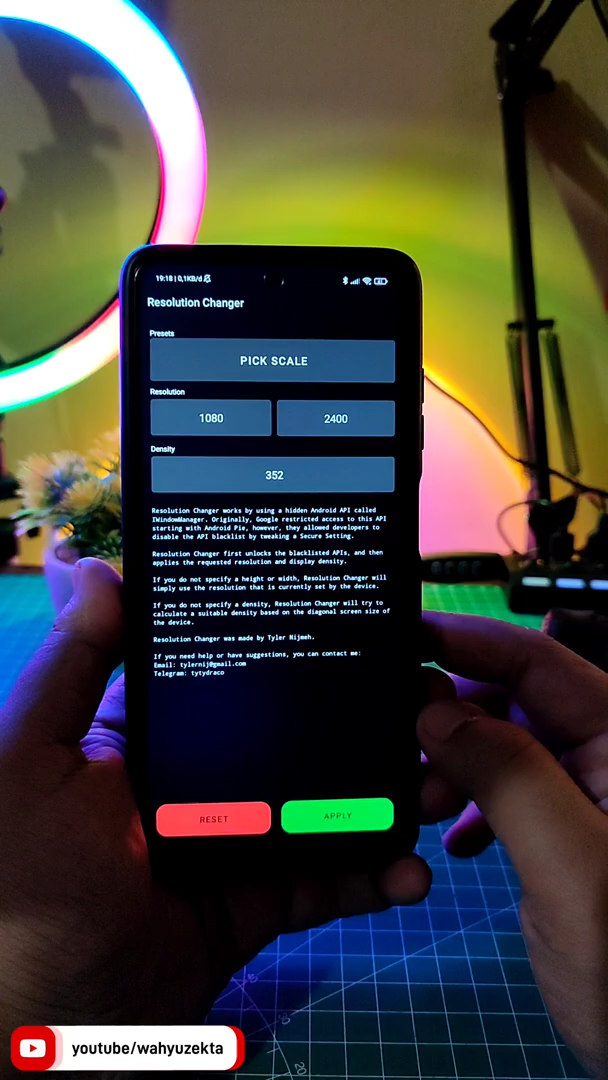 19:18 | 0,1KB/d
Resolution Changer
Presets
PICK SCALE
Resolution
1080 2400
Density
352
Resolution Changer works by using a hidden Android API called
IWindowManager. Originally, Google restricted access to this API
starting with Android Pie, however, they allowed developers to
disable the API blacklist by tweaking a Secure Setting.
Resolution Changer first unlocks the blacklisted APIs, and then
applies the requested resolution and display density.
If you do not specify a height or width, Resolution Changer will
simply use the resolution that is currently set by the device.
If you do not specify a density, Resolution Changer will try to
calculate a suitable density based on the diagonal screen size of
the device.
Resolution Changer was made by Tyler Nijmeh.
If you need help or have suggestions, you can contact me:
Email: tylernij@gmail.com
Telegram: tytydraco
RESET APPLY
youtube/wahyuzekta